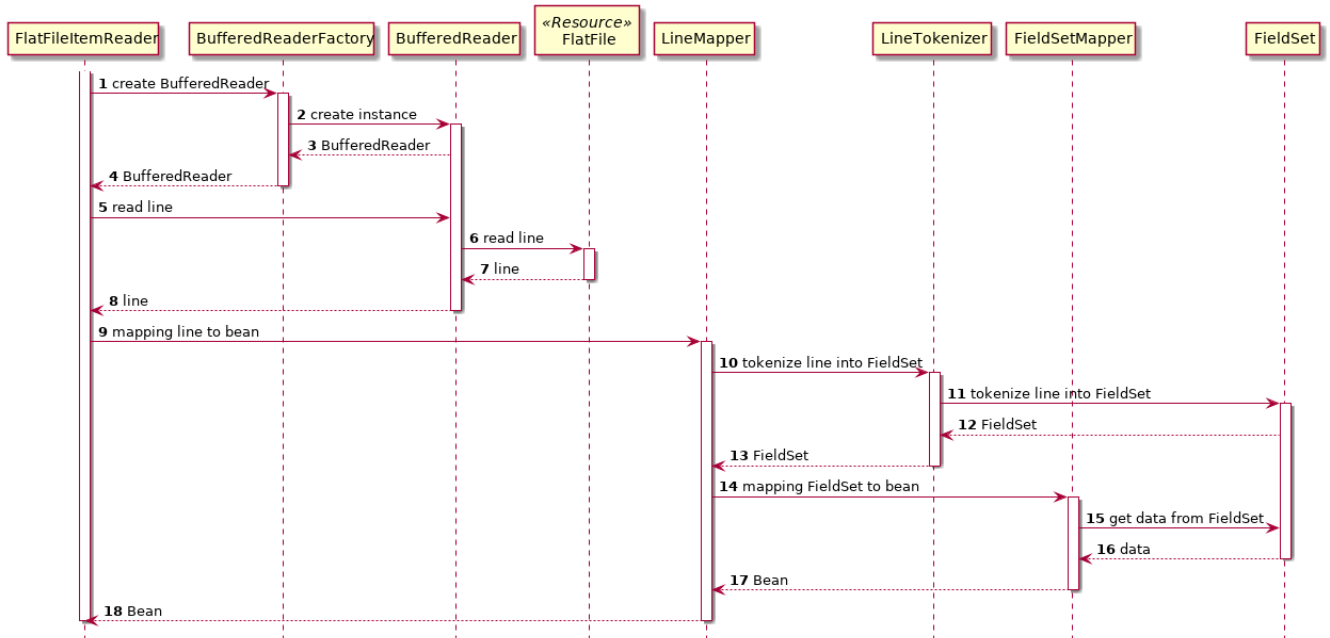 FlatFileItemReader
BufferedReaderFactory
BufferedReader
«Resource»
FlatFile
LineMapper
LineTokenizer
FieldSetMapper
FieldSet
1 create BufferedReader
2 create instance
3 BufferedReader
4 BufferedReader
5 read line
6 read line
7 line
8 line
9 mapping line to bean
10 tokenize line into FieldSet
11 tokenize line into FieldSet
12 FieldSet
13 FieldSet
14 mapping FieldSet to bean
15 get data from FieldSet
16 data
17 Bean
18 Bean